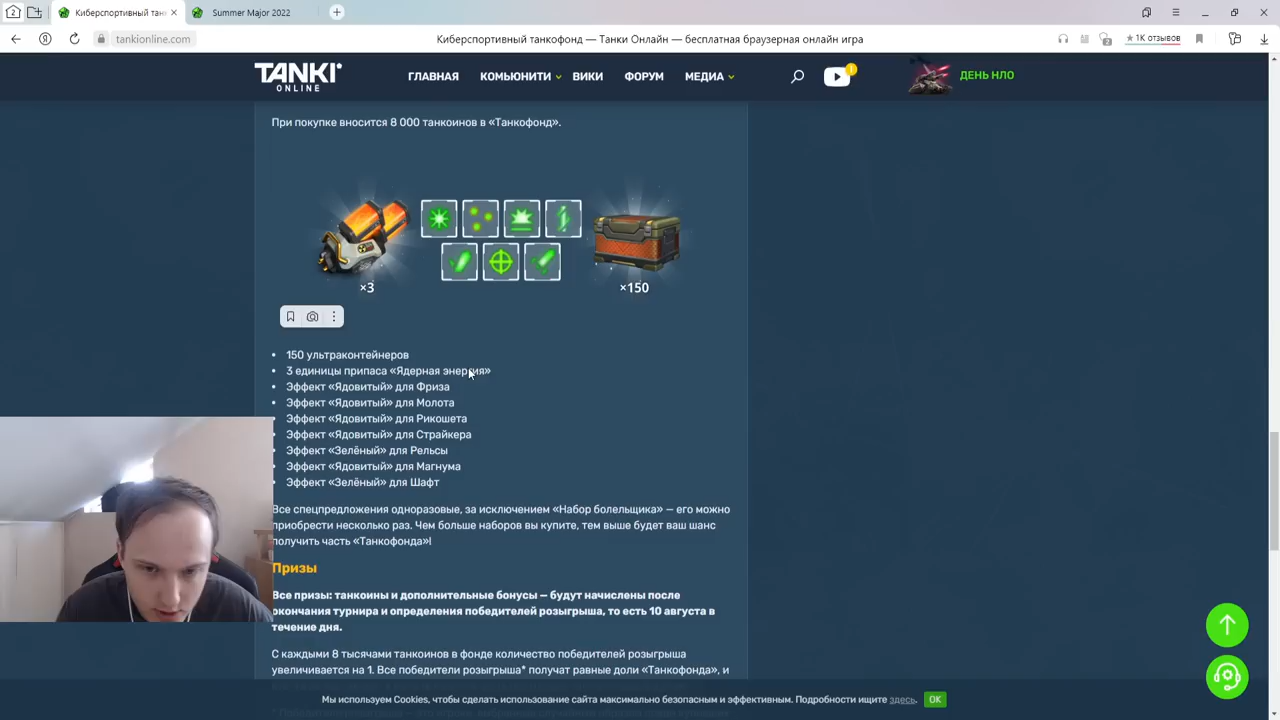 Киберспортивный тан
Summer Major 2022
tankionline.com
Киберспортивный танкофонд — Танки Онлайн — бесплатная браузерная онлайн игра
1K отзывов
TANKI
ONLINE
ГЛАВНАЯ
КОМЬЮНИТИ
ВИКИ
ФОРУМ
МЕДИА
ДЕНЬ НЛО
При покупке вносится 8 000 танкоинов в «Танкофонд».
×3
×150
• 150 ультраконтейнеров
• 3 единицы припаса «Ядерная энергия»
• Эффект «Ядовитый» для Фриза
• Эффект «Ядовитый» для Молота
• Эффект «Ядовитый» для Рикошета
• Эффект «Ядовитый» для Страйкера
• Эффект «Зелёный» для Рельсы
• Эффект «Ядовитый» для Магнума
• Эффект «Зелёный» для Шафт
Все спецпредложения одноразовые, за исключением «Набор болельщика» — его можно
приобрести несколько раз. Чем больше наборов вы купите, тем выше будет ваш шанс
получить часть «Танкофонда»!
Призы
Все призы: танкоины и дополнительные бонусы — будут начислены после
окончания турнира и определения победителей розыгрыша, то есть 10 августа в
течение дня.
С каждыми 8 тысячами танкоинов в фонде количество победителей розыгрыша
увеличивается на 1. Все победители розыгрыша* получат равные доли «Танкофонда», и
Мы используем Cookies, чтобы сделать использование сайта максимально безопасным и эффективным. Подробности ищите здесь.
OK